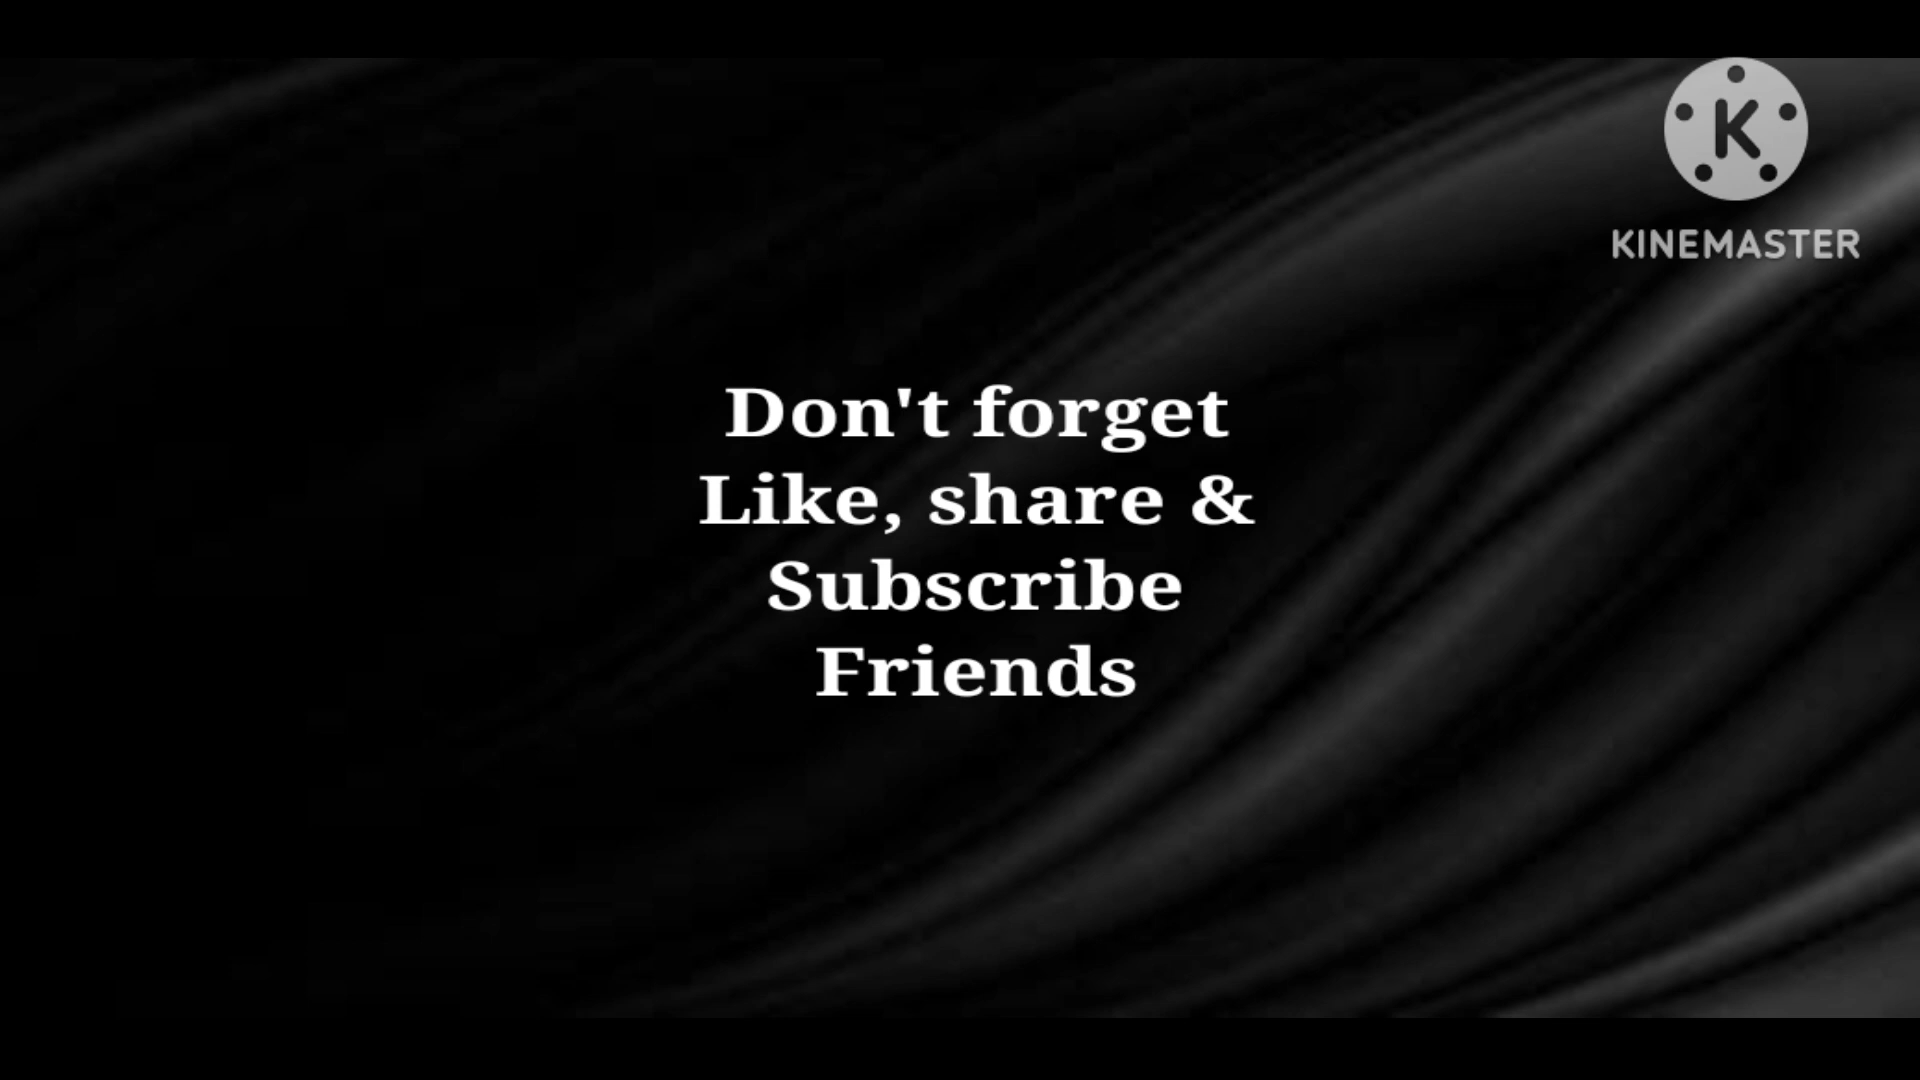 K
KINEMASTER
Don't forget
Like, share &
Subscribe
Friends